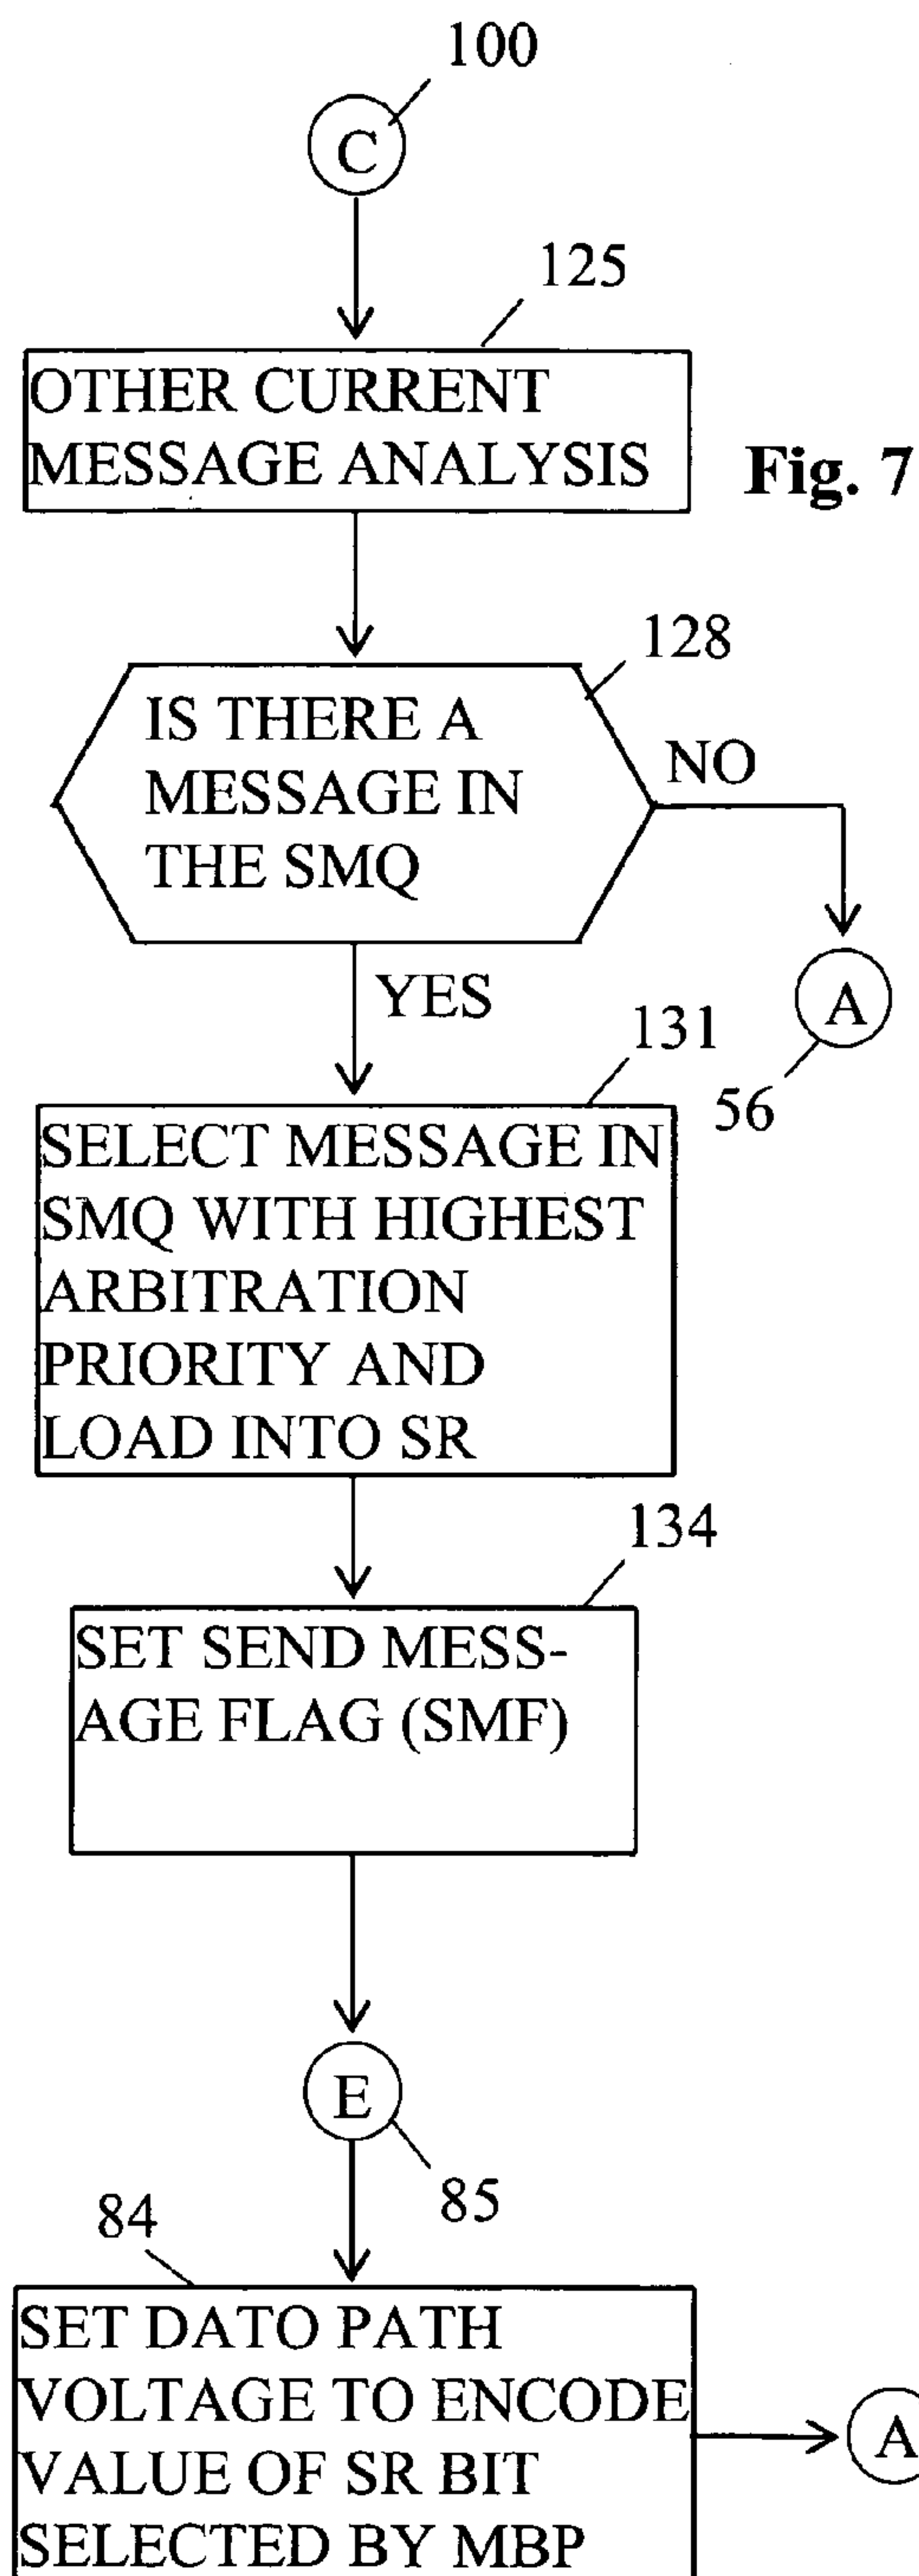 100
C
125
OTHER CURRENT
MESSAGE ANALYSIS
Fig. 7
128
IS THERE A
MESSAGE IN
THE SMQ
NO
A
56
YES
131
SELECT MESSAGE IN
SMQ WITH HIGHEST
ARBITRATION
PRIORITY AND
LOAD INTO SR
134
SET SEND MESS-
AGE FLAG (SMF)
E
85
84
SET DATO PATH
VOLTAGE TO ENCODE
VALUE OF SR BIT
SELECTED BY MBP
A